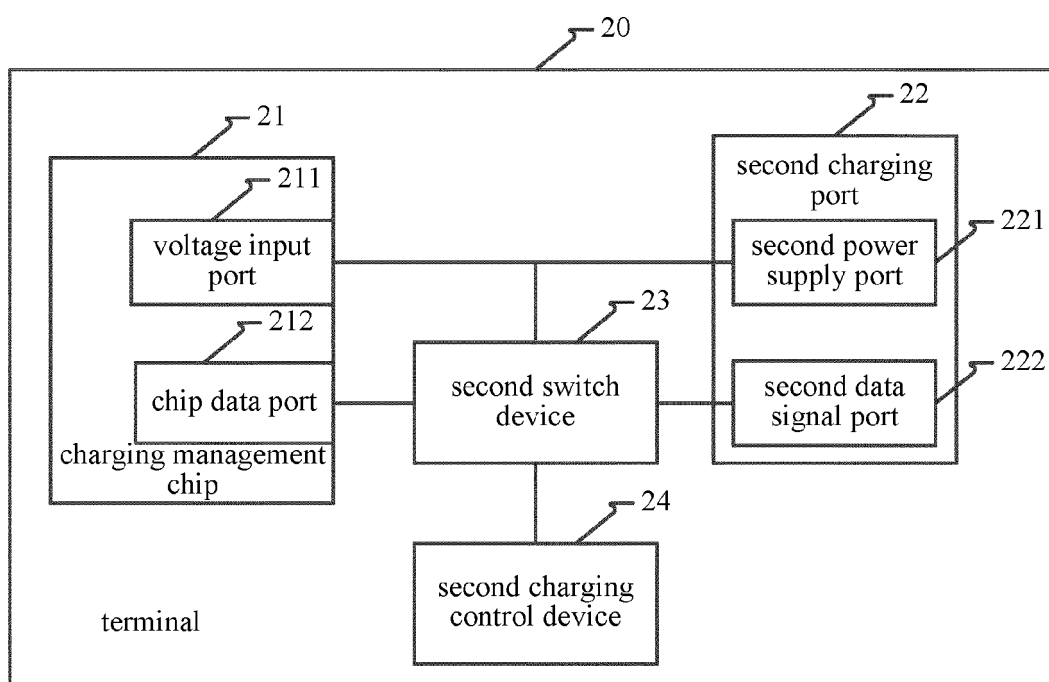 20
21
22
211
second charging
port
221
voltage input
port
second power
supply port
212
23
222
chip data port
second switch
device
second data
signal port
charging management
chip
24
second charging
control device
terminal